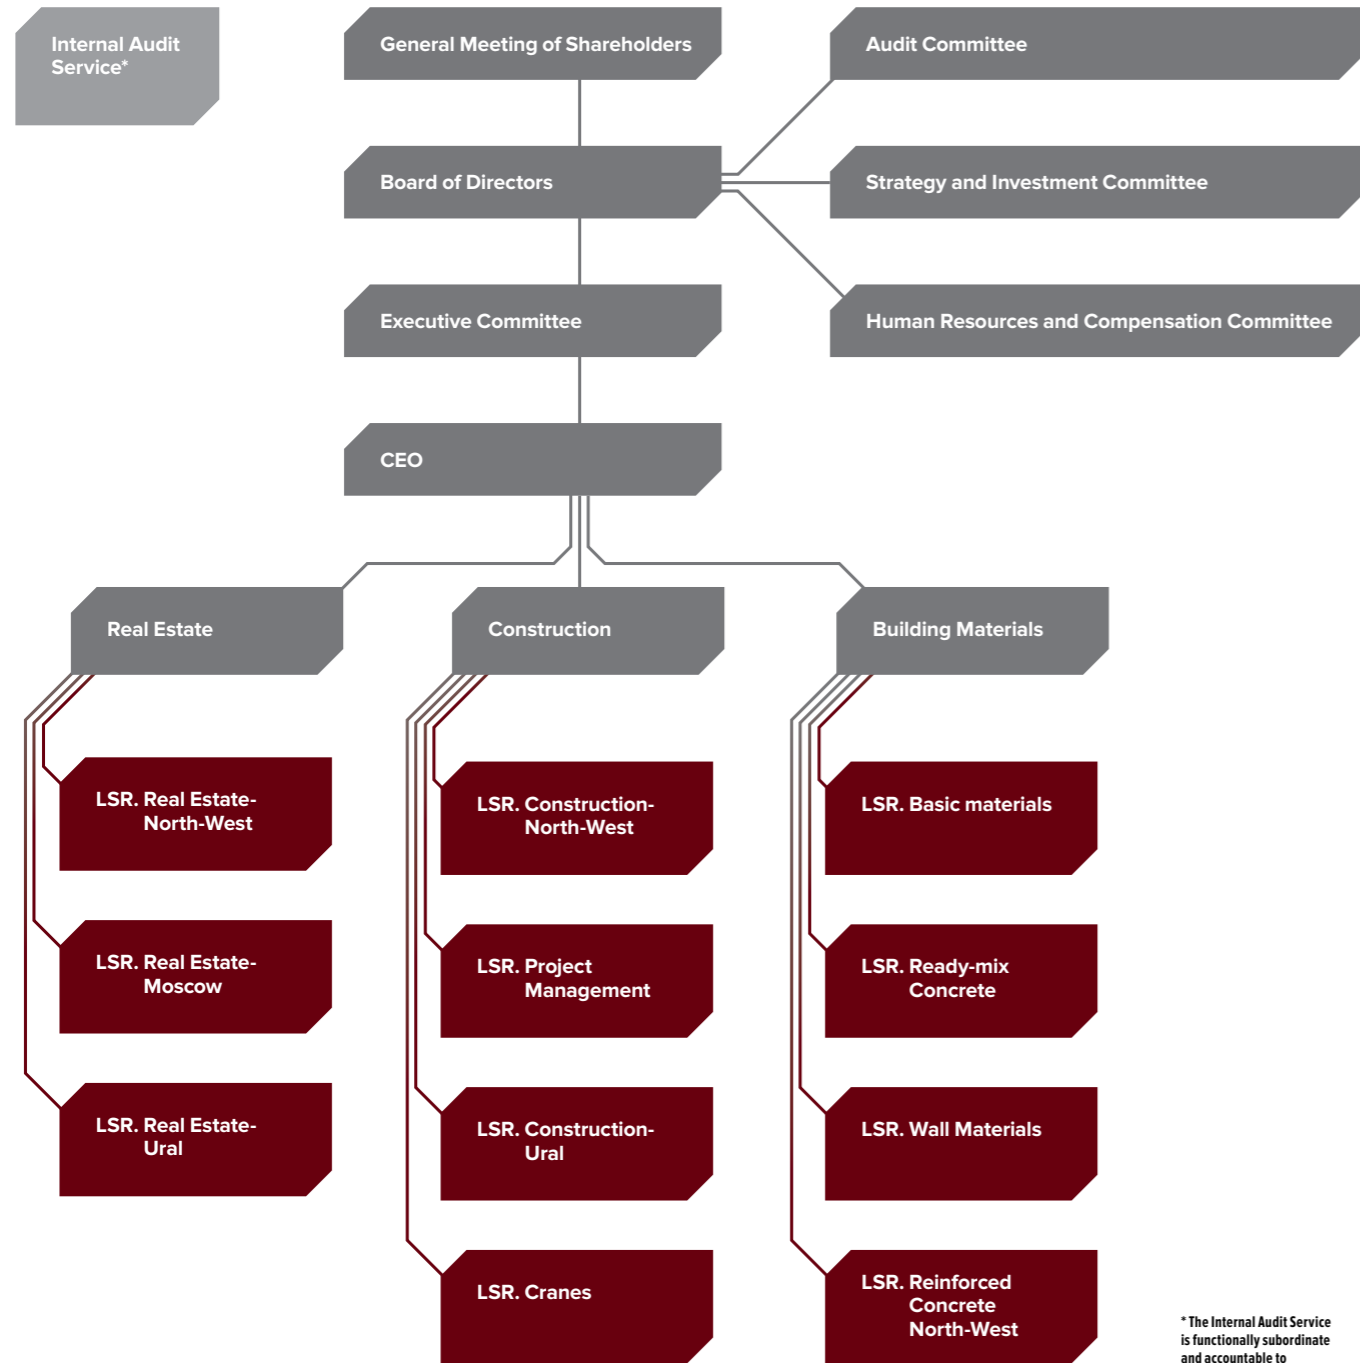 Internal Audit
Service*
General Meeting of Shareholders
Audit Committee
Board of Directors
Strategy and Investment Committee
Executive Committee
Human Resources and Compensation Committee
CEO
Real Estate
Construction
Building Materials
LSR. Real Estate-
North-West
LSR. Construction-
North-West
LSR. Basic materials
LSR. Real Estate-
Moscow
LSR. Project
Management
LSR. Ready-mix
Concrete
LSR. Real Estate-
Ural
LSR. Construction-
Ural
LSR. Wall Materials
LSR. Cranes
LSR. Reinforced
Concrete
North-West
* The Internal Audit Service
is functionally subordinate
and accountable to